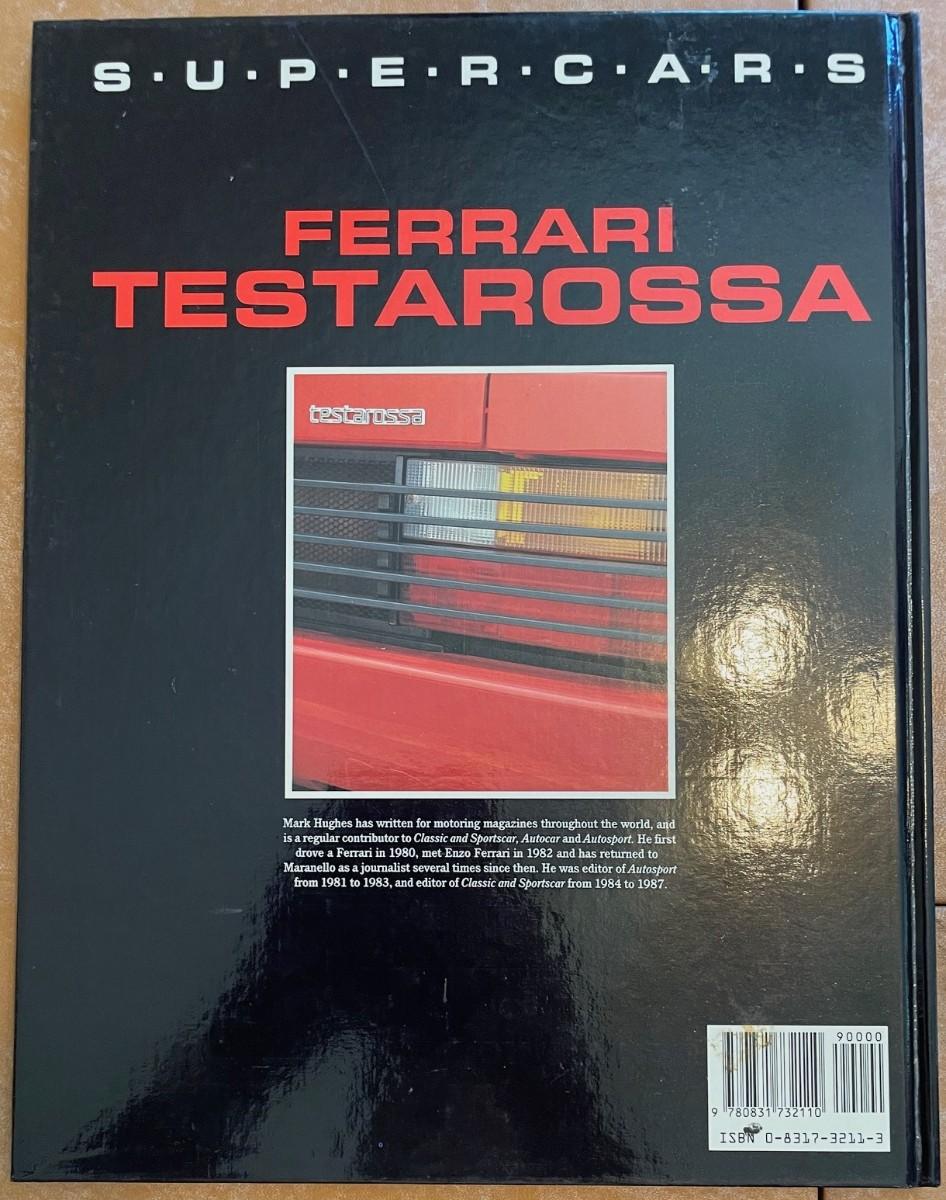 S·U·P·E·R·C·A·R·S
FERRARI
TESTAROSSA
testarossa
Mark Hughes has written for motoring magazines throughout the world, and
is a regular contributor to Classic and Sportscar, Autocar and Autosport. He first
drove a Ferrari in 1980, met Enzo Ferrari in 1982 and has returned to
Maranello as a journalist several times since then. He was editor of Autosport
from 1981 to 1983, and editor of Classic and Sportscar from 1984 to 1987.
90000
9 780831 732110
ISBN 0-8317-3211-3